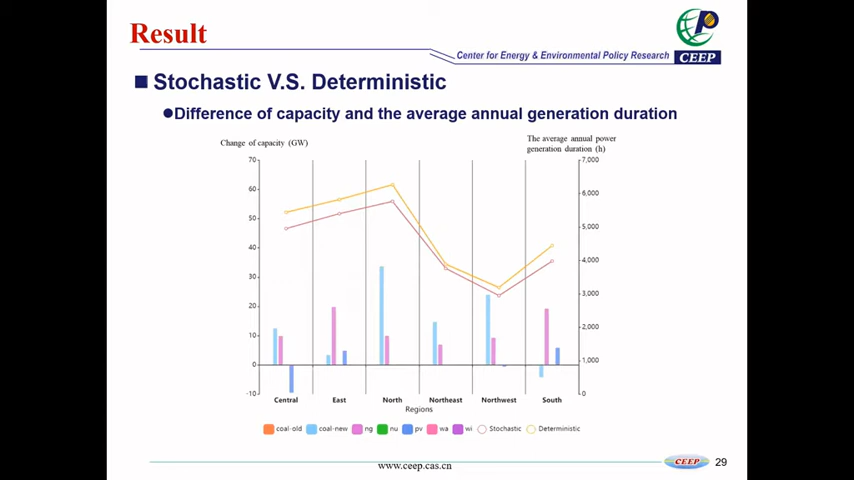 Result
Center for Energy & Environmental Policy Research
CEEP
■ Stochastic V.S. Deterministic
●Difference of capacity and the average annual generation duration
Change of capacity (GW)
The average annual power
generation duration (h)
70
60
50
40
30
20
10
0
-10
7,000
6,000
5,000
4,000
3,000
2,000
1,000
0
Central East North Northeast Northwest South
Regions
coal-old coal-new ng nu pv wa wi Stochastic Deterministic
www.ceep.cas.cn
CEEP
29